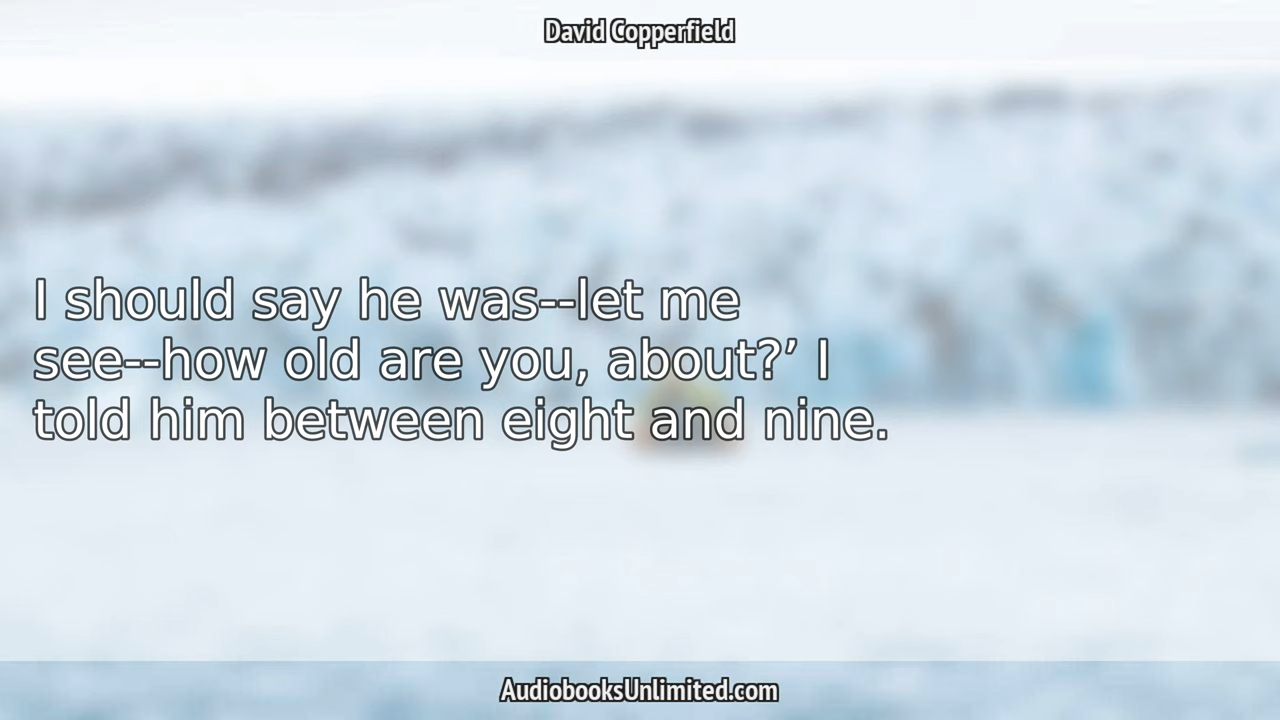 David Copperfield
I should say he was--let me
see--how old are you, about?’ I
told him between eight and nine.
AudiobooksUnlimited.com